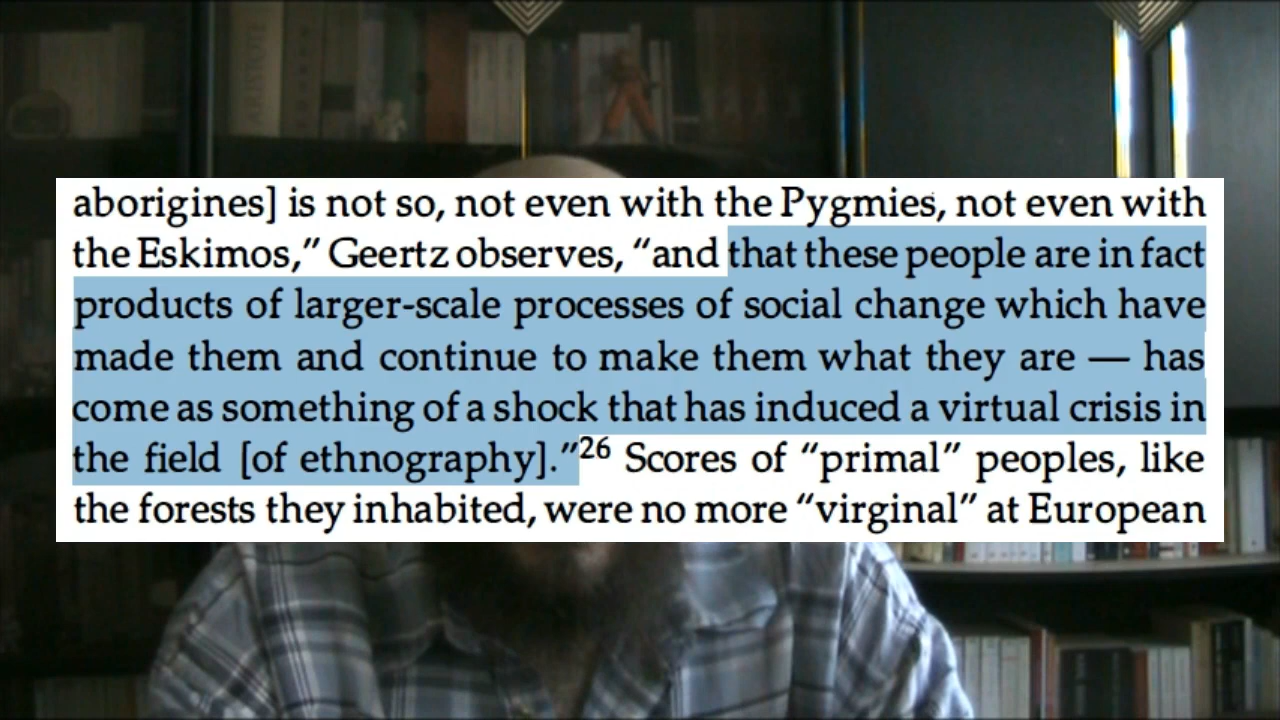 aborigines] is not so, not even with the Pygmies, not even with
the Eskimos,” Geertz observes, “and that these people are in fact
products of larger-scale processes of social change which have
made them and continue to make them what they are — has
come as something of a shock that has induced a virtual crisis in
the field [of ethnography].”26 Scores of “primal” peoples, like
the forests they inhabited, were no more “virginal” at European